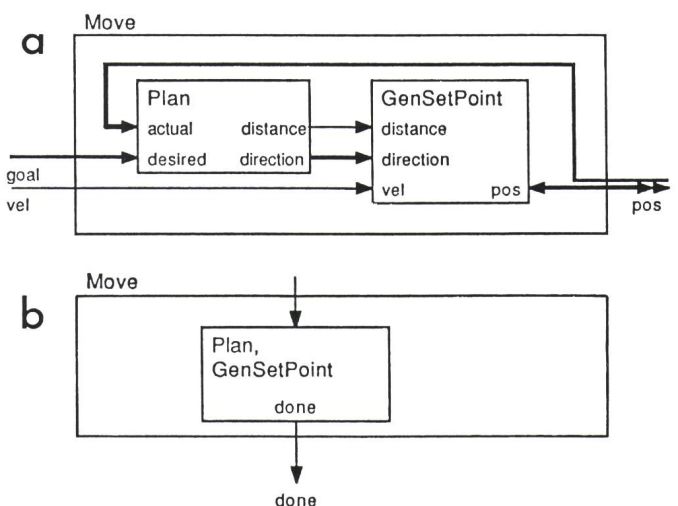 a
Move
Plan
actual distance
desired direction
GenSetPoint
distance
direction
vel pos
goal
vel
pos
b
Move
Plan,
GenSetPoint
done
done